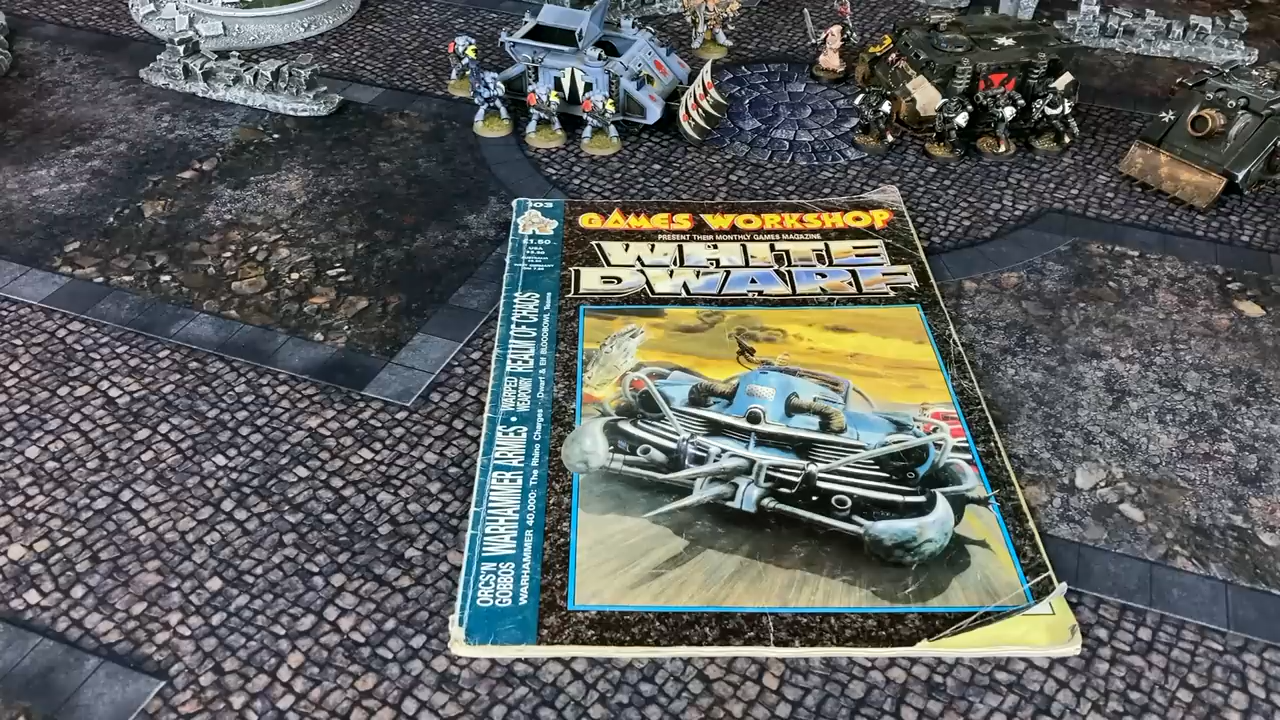 103
£1.50
USA
GAMES WORKSHOP
PRESENT THEIR MONTHLY GAMES MAGAZINE
WHITE
DWARF
ORCS'N
GOBBOS
WARHAMMER ARMIES •
WARPED
WEAPONRY
REALM OF CHAOS
WARHAMMER 40,000: The Rhino Charges • Dwarf & Elf BLOODBOWL Teams